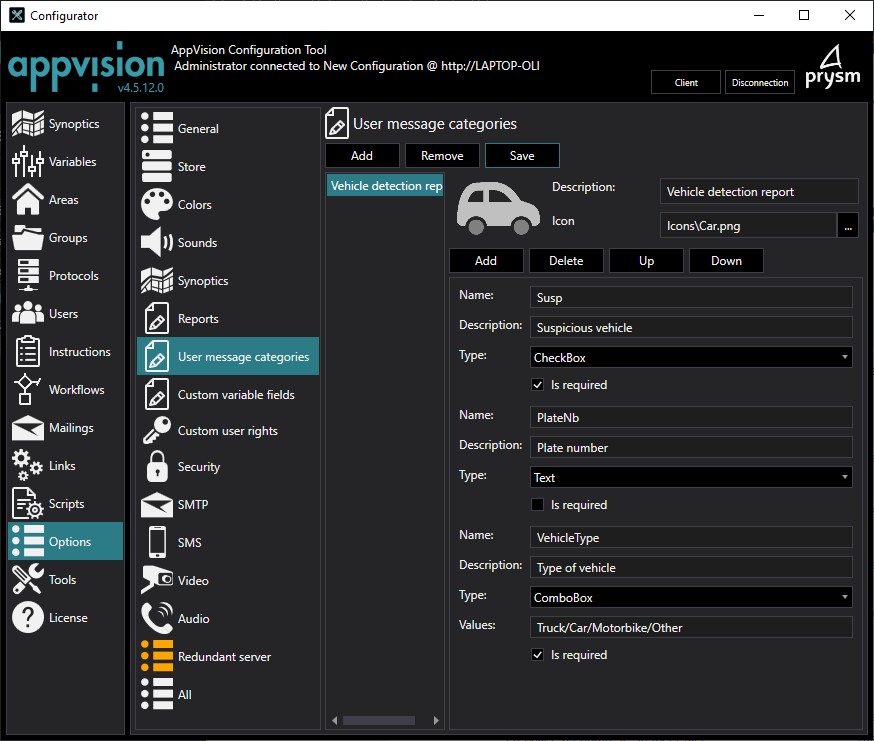 Configurator
appvision
v4.5.12.0
AppVision Configuration Tool
Administrator connected to New Configuration @ http://LAPTOP-OLI
Client
Disconnection
prysm
Synoptics
Variables
Areas
Groups
Protocols
Users
Instructions
Workflows
Mailings
Links
Scripts
Options
Tools
License
General
Store
Colors
Sounds
Synoptics
Reports
User message categories
Custom variable fields
Custom user rights
Security
SMTP
SMS
Video
Audio
Redundant server
All
User message categories
Add
Remove
Save
Vehicle detection rep
Description:
Vehicle detection report
Icon
Icons\Car.png
...
Add
Delete
Up
Down
Name:
Susp
Description:
Suspicious vehicle
Type:
CheckBox
Is required
Name:
PlateNb
Description:
Plate number
Type:
Text
Is required
Name:
VehicleType
Description:
Type of vehicle
Type:
ComboBox
Values:
Truck/Car/Motorbike/Other
Is required